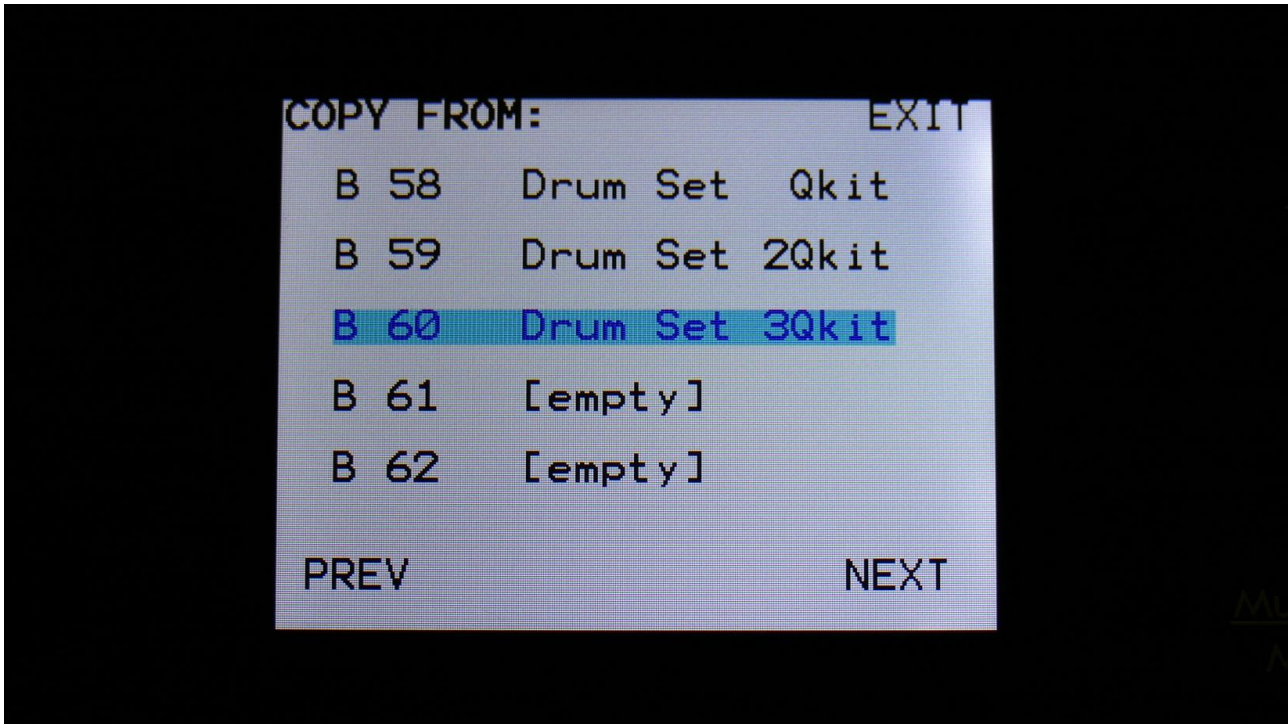 COPY FROM: EXIT
B 58 Drum Set Qkit
B 59 Drum Set 2Qkit
B 60 Drum Set 3Qkit
B 61 [empty]
B 62 [empty]
PREV NEXT